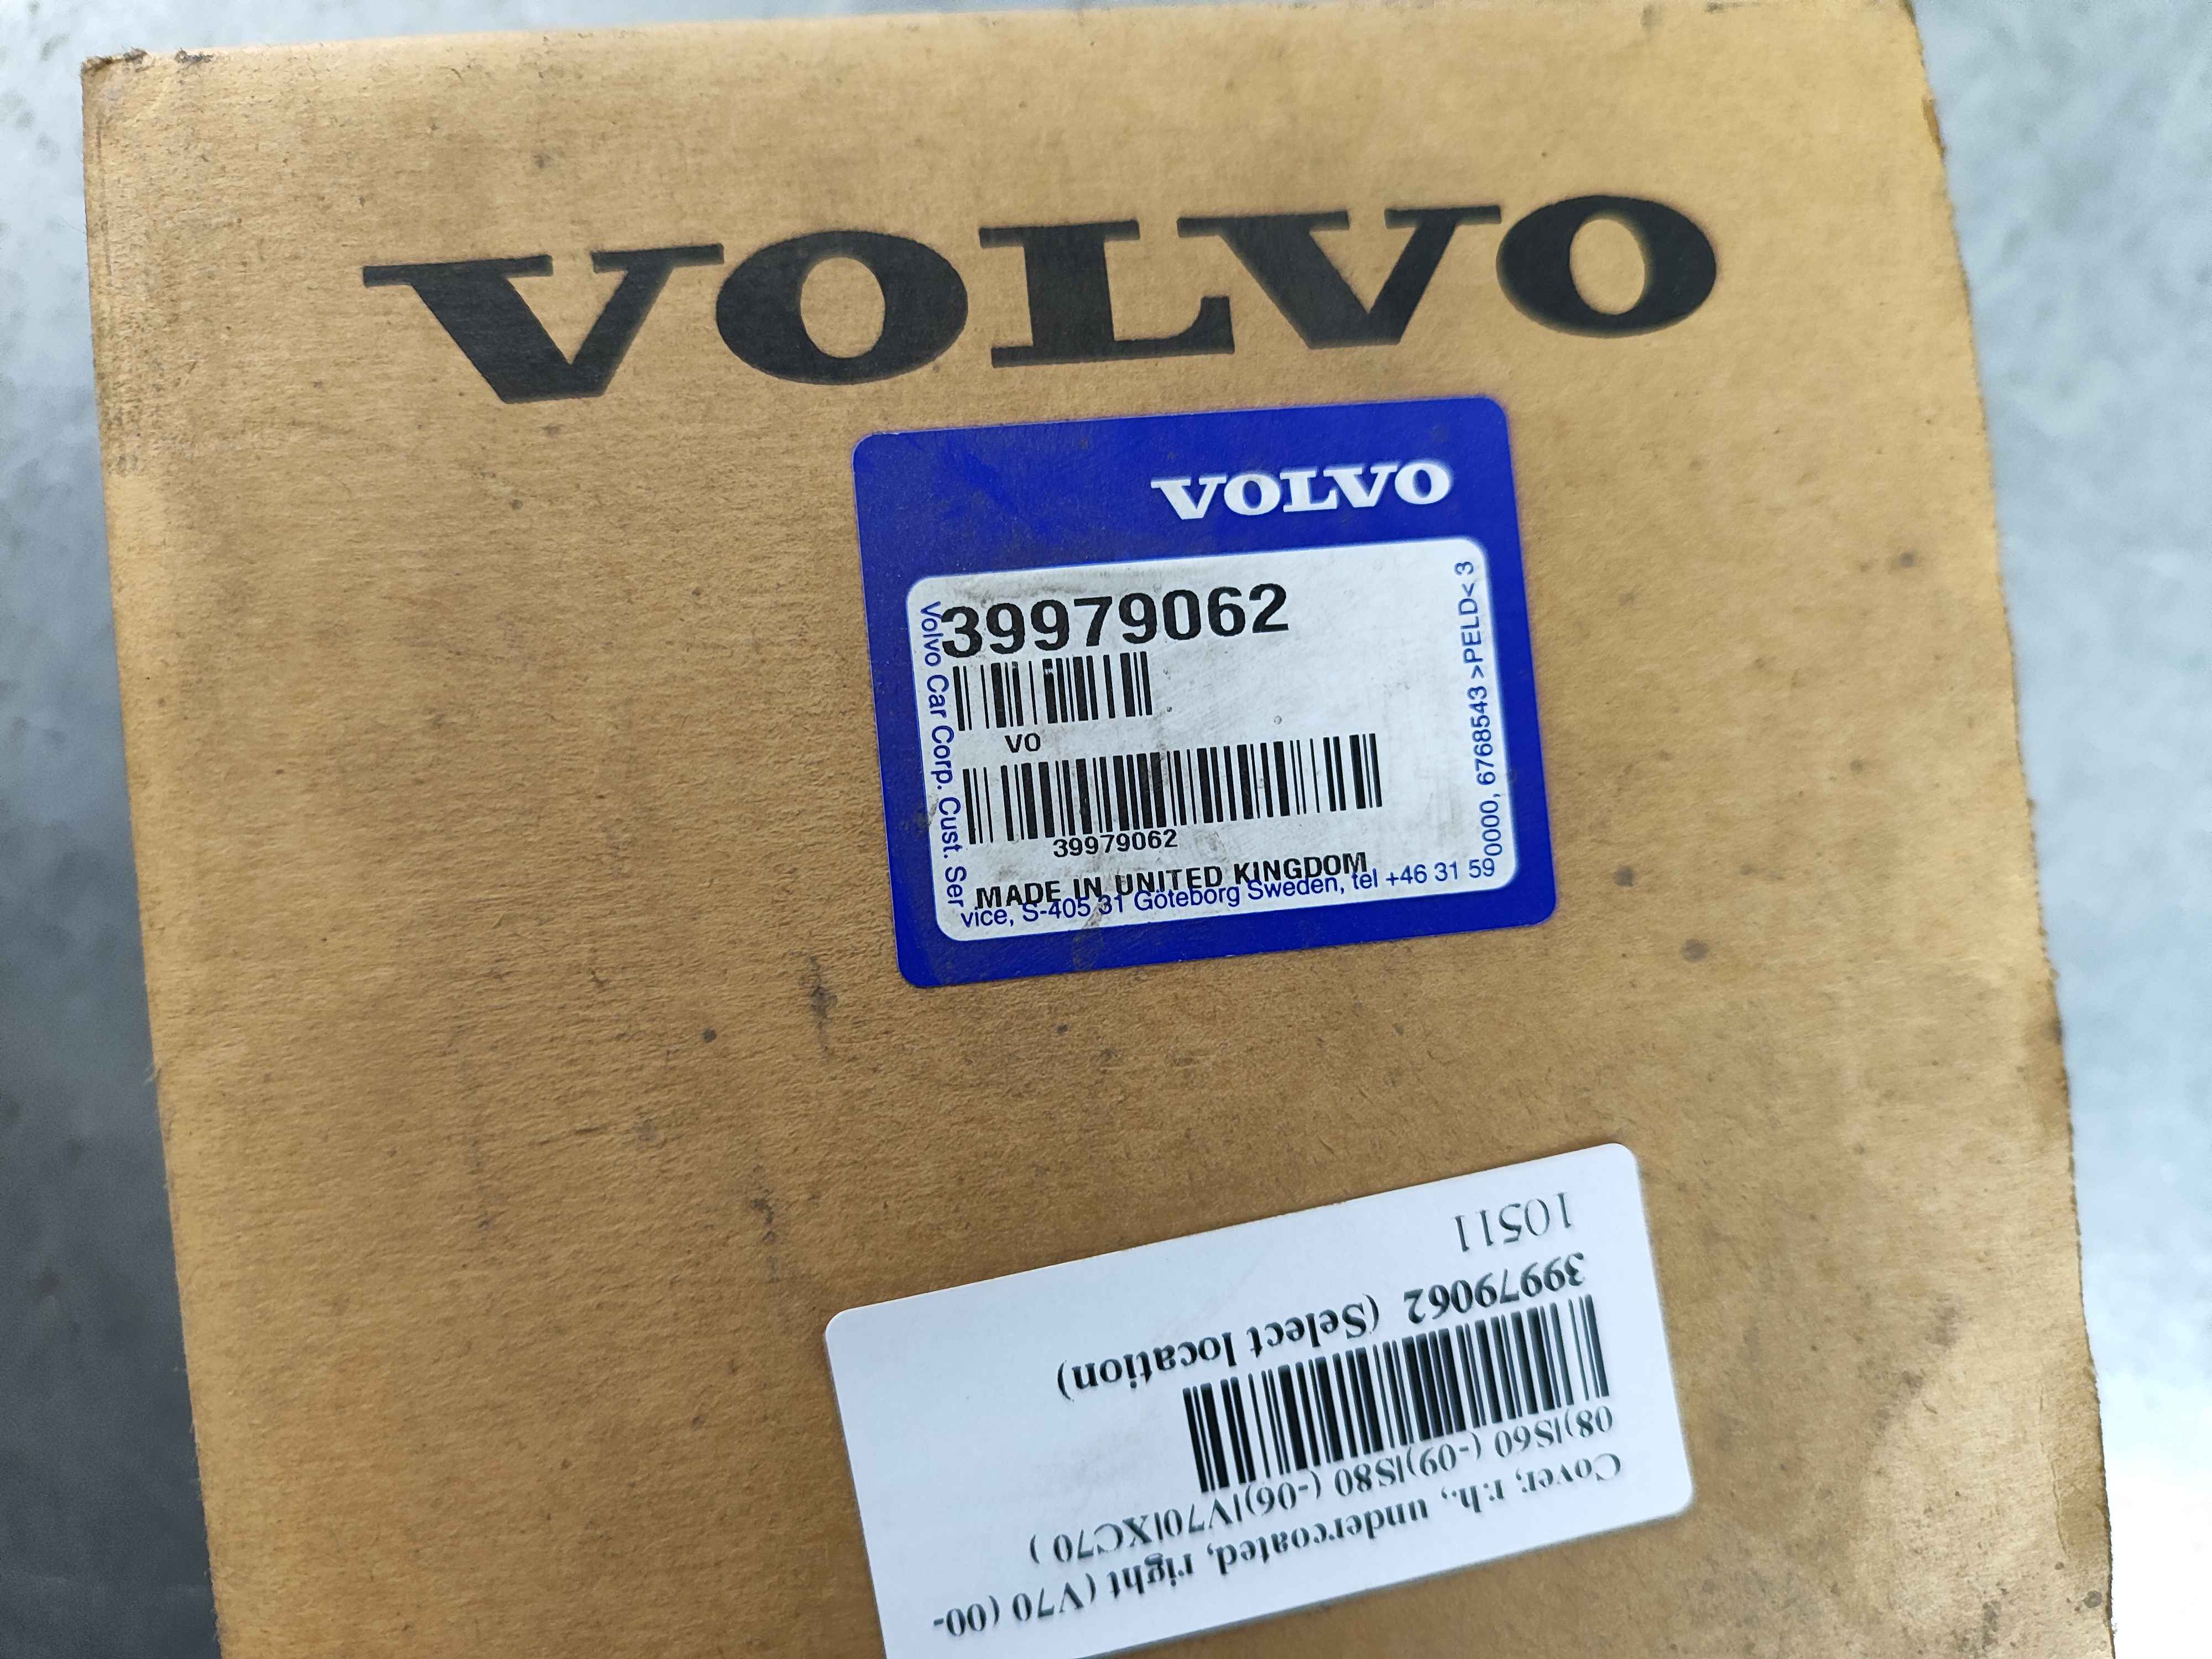 VOLVO
VOLVO
39979062
VO
39979062
MADE IN UNITED KINGDOM
Volvo Car Corp. Cust. Ser
vice, S-405 31 Göteborg Sweden, tel +46 31 59
0000, 6768543 >PELD< 3
Cover, r.h., undercoated, right (V70 (00-
08)|S60 (-09)|S80 (-06)|V70|XC70 )
39979062 (Select location)
10511